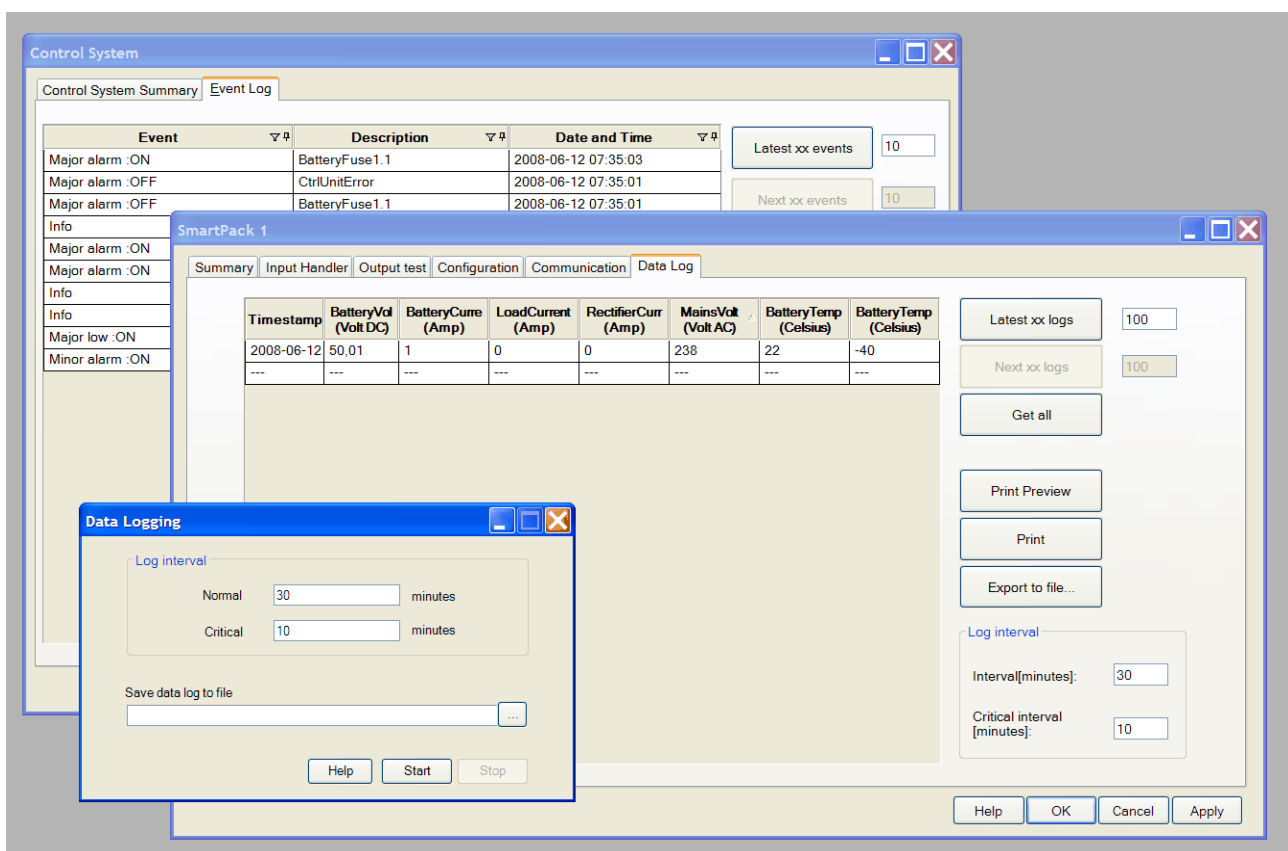 Control System
Control System Summary Event Log
Event Description Date and Time
Major alarm :ON BatteryFuse1.1 2008-06-12 07:35:03
Major alarm :OFF CtrlUnitError 2008-06-12 07:35:01
Major alarm :OFF BatteryFuse1.1 2008-06-12 07:35:01
Info
Major alarm :ON
Major alarm :ON
Info
Info
Major low :ON
Minor alarm :ON
Latest xx events 10
Next xx events 10
SmartPack 1
Summary Input Handler Output test Configuration Communication Data Log
Timestamp BatteryVol BatteryCurre LoadCurrent RectifierCurr MainsVolt BatteryTemp BatteryTemp
(Volt DC) (Amp) (Amp) (Amp) (Volt AC) (Celsius) (Celsius)
2008-06-12 50,01 1 0 0 238 22 -40
--- --- --- --- --- --- --- ---
Latest xx logs 100
Next xx logs 100
Get all
Print Preview
Print
Export to file...
Log interval
Interval[minutes]: 30
Critical interval
[minutes]: 10
Help OK Cancel Apply
Data Logging
Log interval
Normal 30 minutes
Critical 10 minutes
Save data log to file
...
Help Start Stop